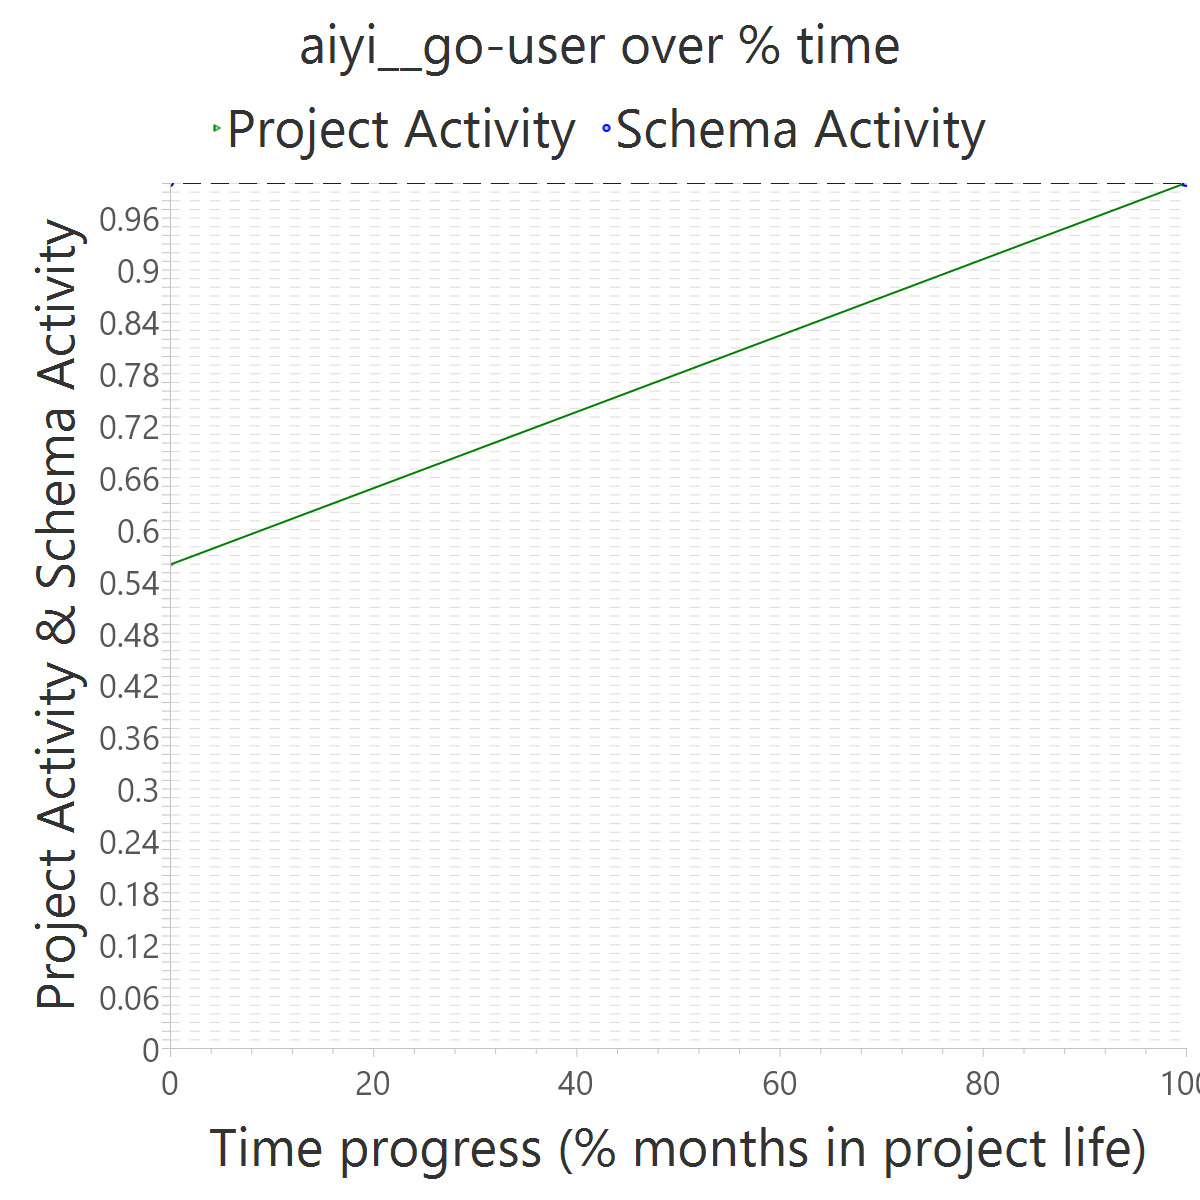 aiyi__go-user over % time
Project Activity
Schema Activity
Project Activity & Schema Activity
0.96
0.9
0.84
0.78
0.72
0.66
0.6
0.54
0.48
0.42
0.36
0.3
0.24
0.18
0.12
0.06
0
0 20 40 60 80 100
Time progress (% months in project life)